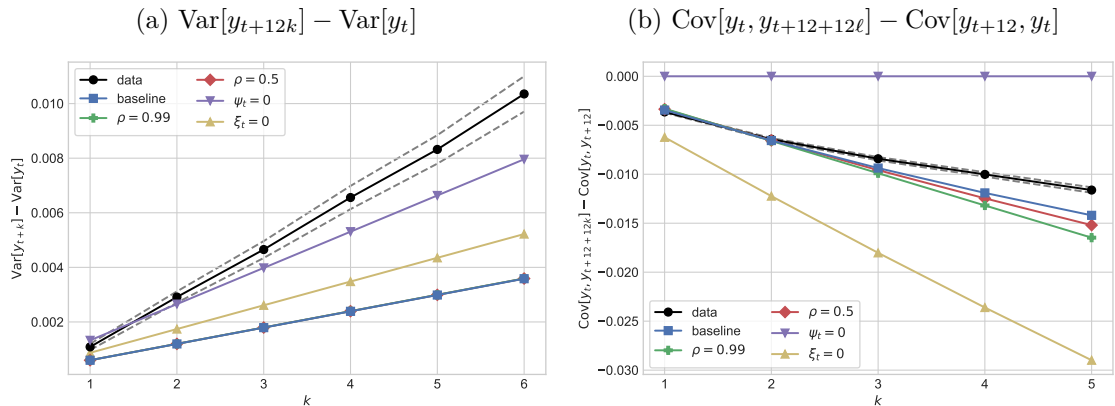 (a) Var[y_{t+12k}] − Var[y_t]
Var[y_{t+k}] − Var[y_t]
0.010
0.008
0.006
0.004
0.002
data
baseline
ρ = 0.99
ρ = 0.5
ψ_t = 0
ξ_t = 0
1 2 3 4 5 6
k
(b) Cov[y_t, y_{t+12+12ℓ}] − Cov[y_{t+12}, y_t]
Cov[y_t, y_{t+12+12k}] − Cov[y_t, y_{t+12}]
0.000
−0.005
−0.010
−0.015
−0.020
−0.025
−0.030
data
baseline
ρ = 0.99
ρ = 0.5
ψ_t = 0
ξ_t = 0
1 2 3 4 5
k